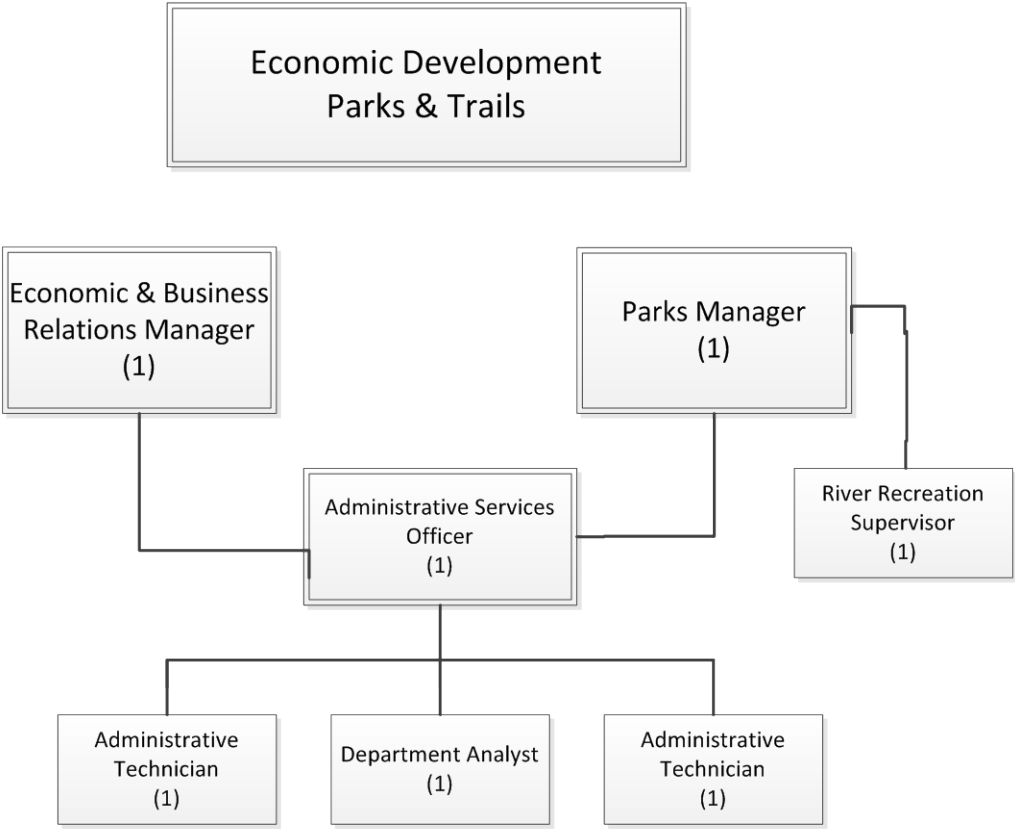 Economic Development
Parks & Trails
Economic & Business
Relations Manager
(1)
Parks Manager
(1)
Administrative Services
Officer
(1)
River Recreation
Supervisor
(1)
Administrative
Technician
(1)
Department Analyst
(1)
Administrative
Technician
(1)